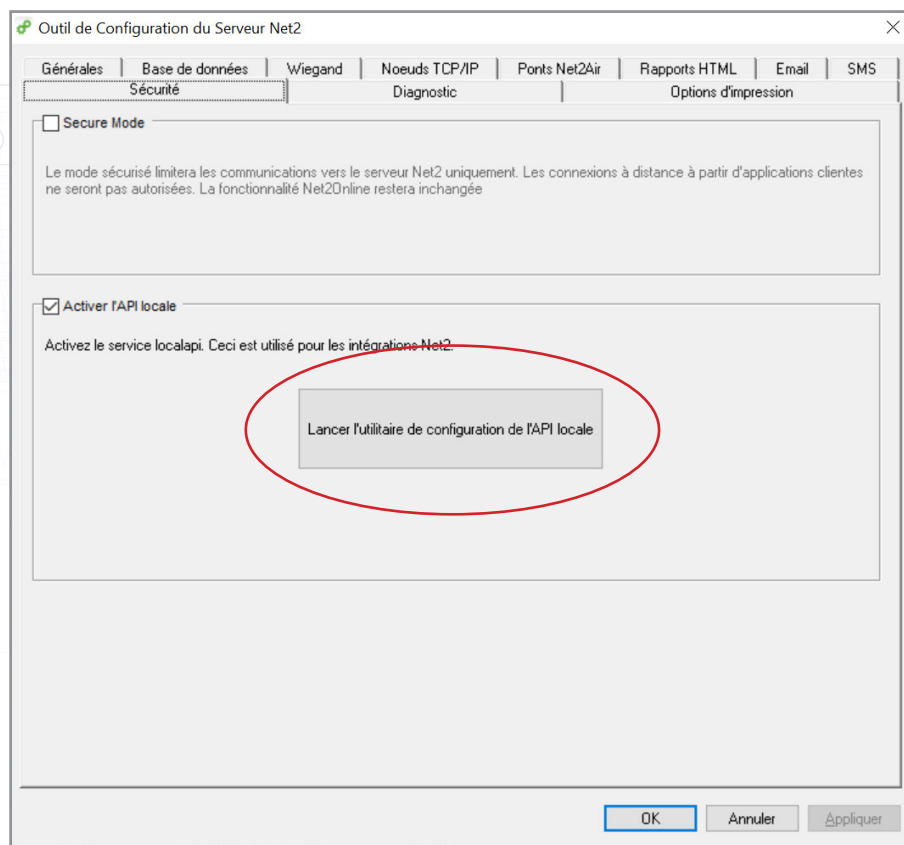 Outil de Configuration du Serveur Net2
Générales Base de données Wiegand Noeuds TCP/IP Ponts Net2Air Rapports HTML Email SMS
Sécurité Diagnostic Options d'impression
Secure Mode
Le mode sécurisé limitera les communications vers le serveur Net2 uniquement. Les connexions à distance à partir d'applications clientes
ne seront pas autorisées. La fonctionnalité Net2Online restera inchangée
Activer l'API locale
Activez le service localapi. Ceci est utilisé pour les intégrations Net2.
Lancer l'utilitaire de configuration de l'API locale
OK Annuler Appliquer